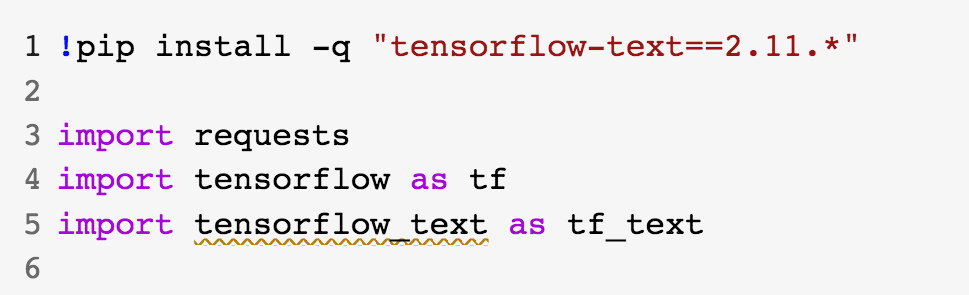 1 !pip install -q "tensorflow-text==2.11.*"
2
3 import requests
4 import tensorflow as tf
5 import tensorflow_text as tf_text
6